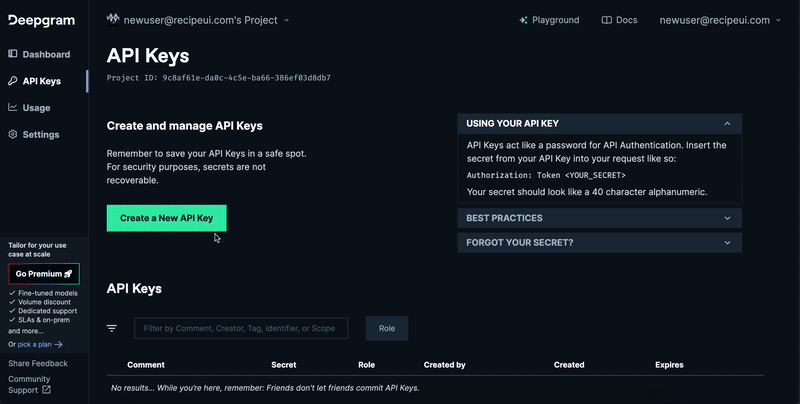 Deepgram
newuser@recipeui.com's Project
Playground
Docs
newuser@recipeui.com
Dashboard
API Keys
Usage
Settings
API Keys
Project ID: 9c8af61e-da0c-4c5e-ba66-386ef03d8db7
Create and manage API Keys
Remember to save your API Keys in a safe spot.
For security purposes, secrets are not
recoverable.
Create a New API Key
USING YOUR API KEY
API Keys act like a password for API Authentication. Insert the
secret from your API Key into your request like so:
Authorization: Token <YOUR_SECRET>
Your secret should look like a 40 character alphanumeric.
BEST PRACTICES
FORGOT YOUR SECRET?
Tailor for your use
case at scale
Go Premium
Fine-tuned models
Volume discount
Dedicated support
SLAs & on-prem
and more...
Or pick a plan
Share Feedback
Community
Support
API Keys
Filter by Comment, Creator, Tag, Identifier, or Scope
Role
Comment Secret Role Created by Created Expires
No results... While you're here, remember: Friends don't let friends commit API Keys.